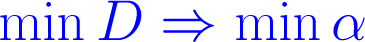 min D ⇒ min α